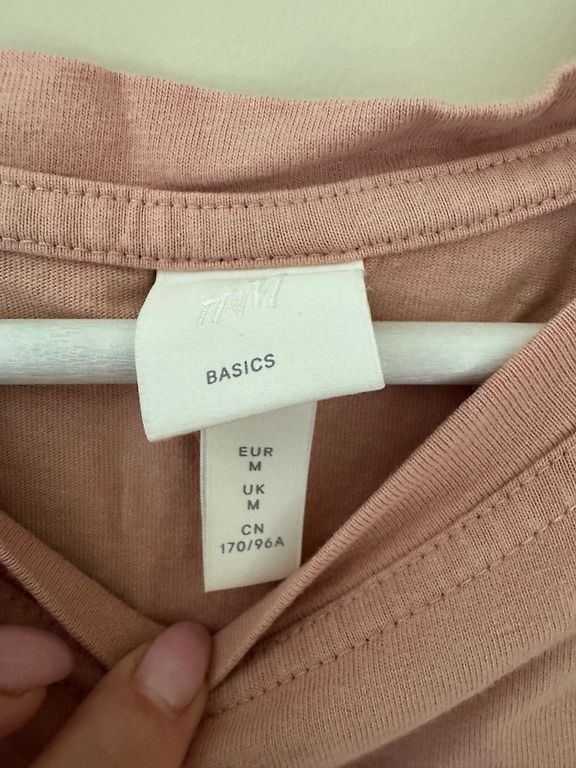 H&M
BASICS
EUR
M
UK
M
CN
170/96A